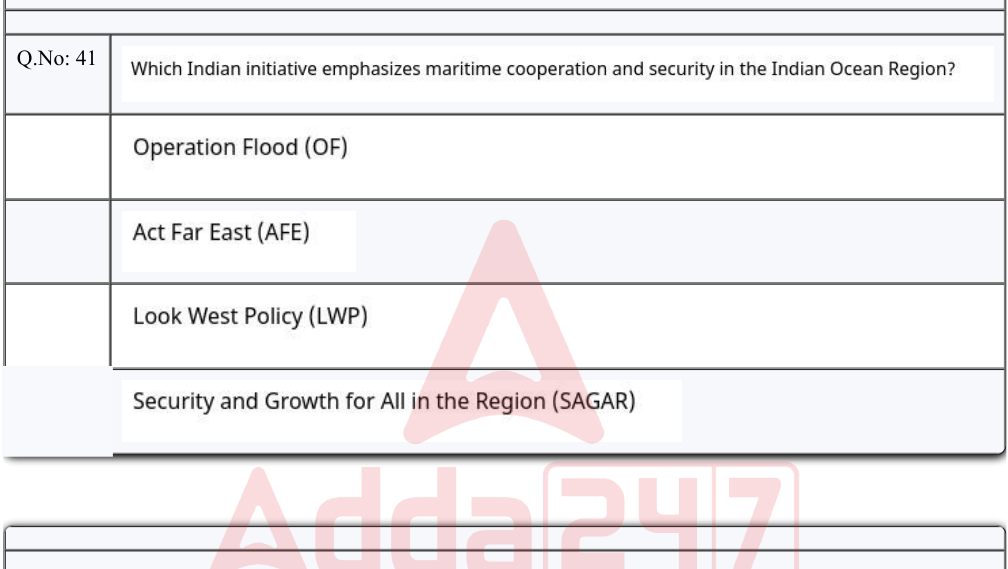 Q.No: 41
Which Indian initiative emphasizes maritime cooperation and security in the Indian Ocean Region?
Operation Flood (OF)
Act Far East (AFE)
Look West Policy (LWP)
Security and Growth for All in the Region (SAGAR)
Adda247